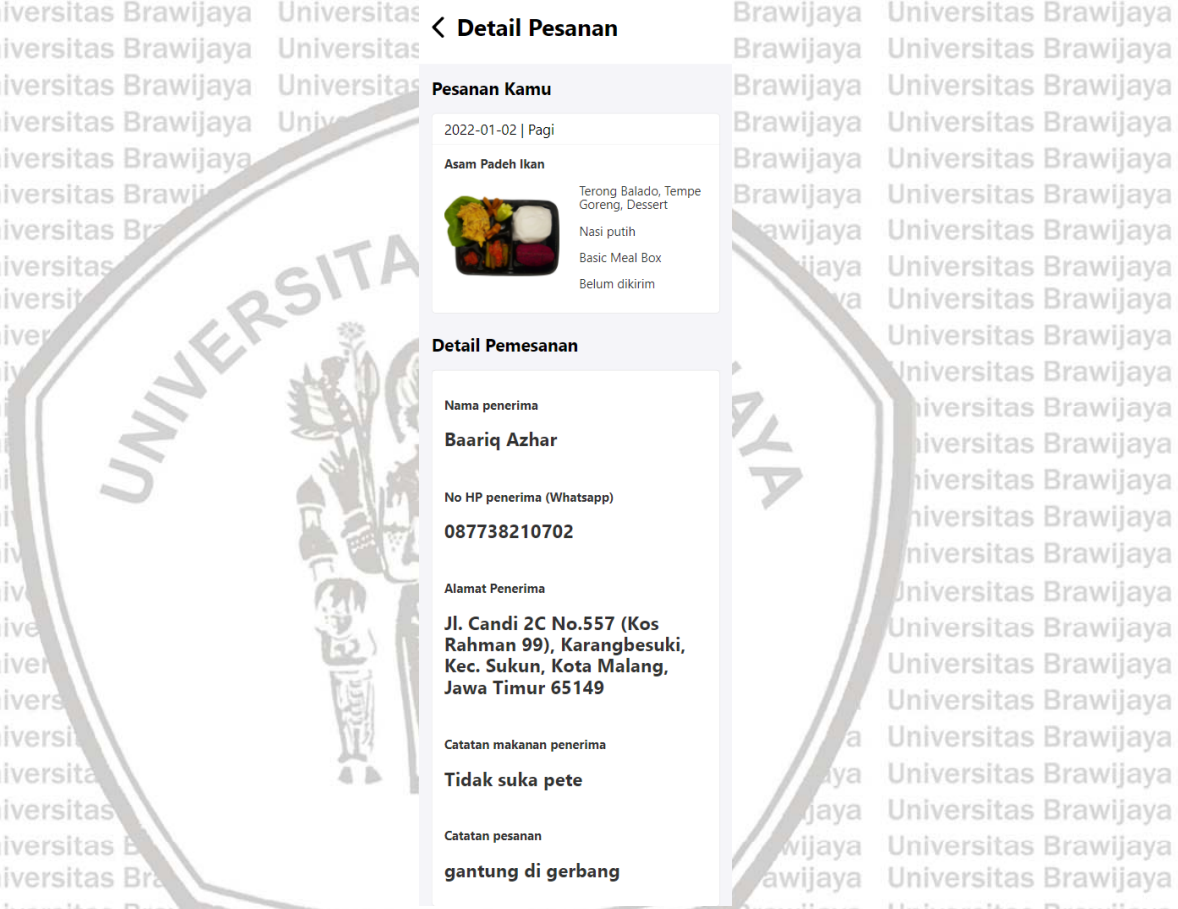 Detail Pesanan
Pesanan Kamu
2022-01-02 | Pagi
Asam Padeh Ikan
Terong Balado, Tempe
Goreng, Dessert
Nasi putih
Basic Meal Box
Belum dikirim
Detail Pemesanan
Nama penerima
Baariq Azhar
No HP penerima (Whatsapp)
087738210702
Alamat Penerima
Jl. Candi 2C No.557 (Kos
Rahman 99), Karangbesuki,
Kec. Sukun, Kota Malang,
Jawa Timur 65149
Catatan makanan penerima
Tidak suka pete
Catatan pesanan
gantung di gerbang